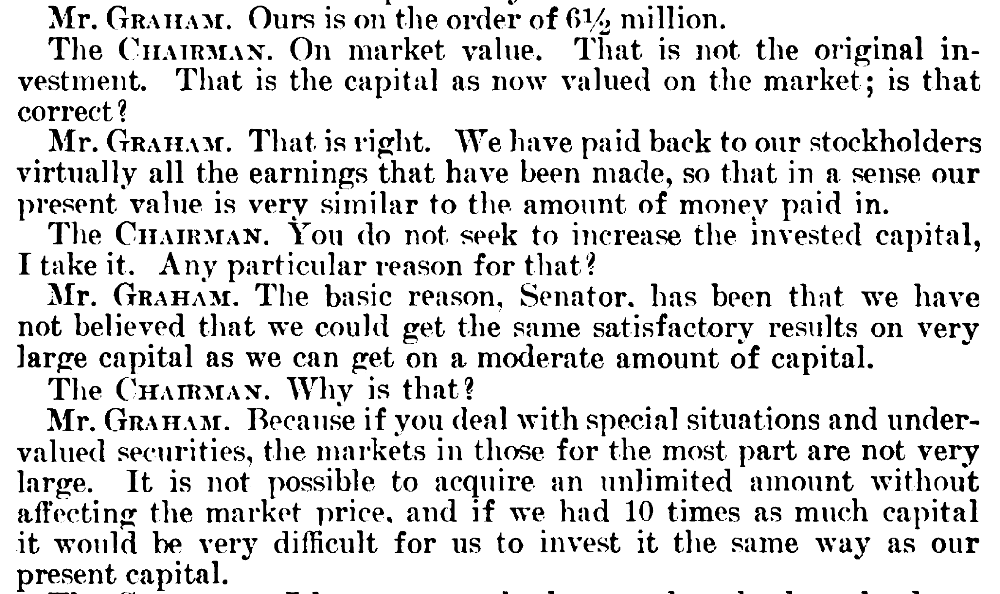 Mr. GRAHAM. Ours is on the order of 6½ million.
The CHAIRMAN. On market value. That is not the original in-
vestment. That is the capital as now valued on the market; is that
correct?
Mr. GRAHAM. That is right. We have paid back to our stockholders
virtually all the earnings that have been made, so that in a sense our
present value is very similar to the amount of money paid in.
The CHAIRMAN. You do not seek to increase the invested capital,
I take it. Any particular reason for that?
Mr. GRAHAM. The basic reason, Senator, has been that we have
not believed that we could get the same satisfactory results on very
large capital as we can get on a moderate amount of capital.
The CHAIRMAN. Why is that?
Mr. GRAHAM. Because if you deal with special situations and under-
valued securities, the markets in those for the most part are not very
large. It is not possible to acquire an unlimited amount without
affecting the market price, and if we had 10 times as much capital
it would be very difficult for us to invest it the same way as our
present capital.